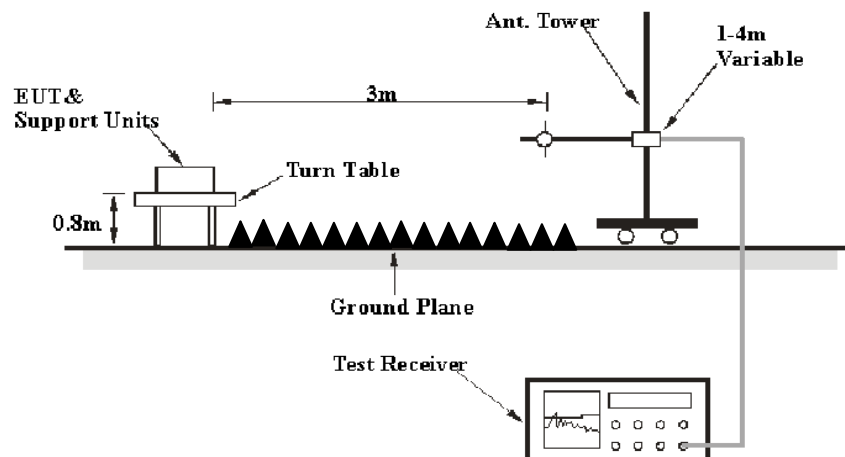 Ant. Tower
1-4m
Variable
3m
EUT &
Support Units
Turn Table
0.8m
Ground Plane
Test Receiver